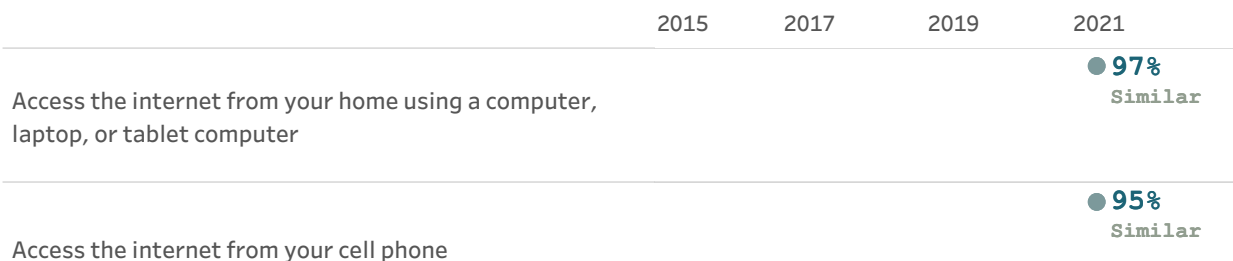 2015 2017 2019 2021
97%
Similar
Access the internet from your home using a computer,
laptop, or tablet computer
95%
Similar
Access the internet from your cell phone